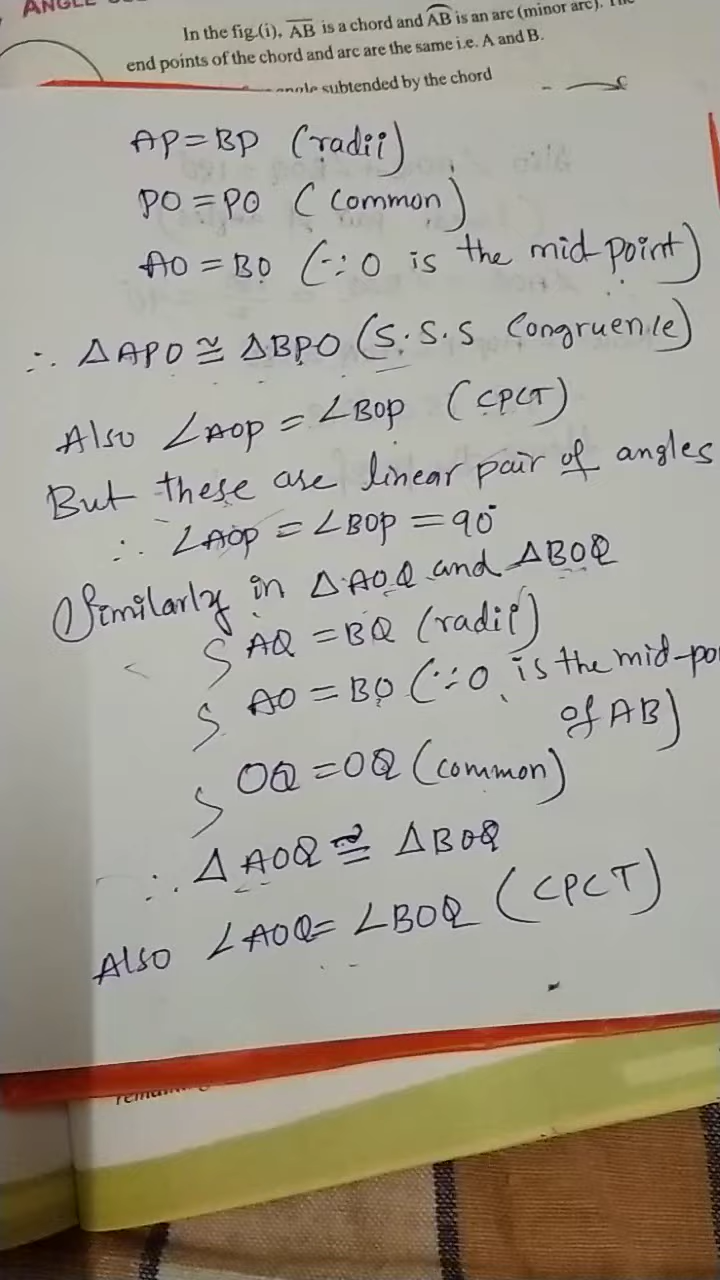 ANGLE
In the fig.(i), AB is a chord and AB is an arc (minor arc). The
end points of the chord and arc are the same i.e. A and B.
angle subtended by the chord
AP = BP (radii)
PO = PO (Common)
AO = BO (∵ O is the mid-point)
∴ ΔAPO ≅ ΔBPO (S.S.S Congruence)
Also ∠AOP = ∠BOP (CPCT)
But these are linear pair of angles
∴ ∠AOP = ∠BOP = 90°
Similarly in ΔAOQ and ΔBOQ
S AQ = BQ (radii)
S AO = BO (∵ O is the mid-po
of AB)
S OQ = OQ (common)
∴ ΔAOQ ≅ ΔBOQ
Also ∠AOQ = ∠BOQ (CPCT)